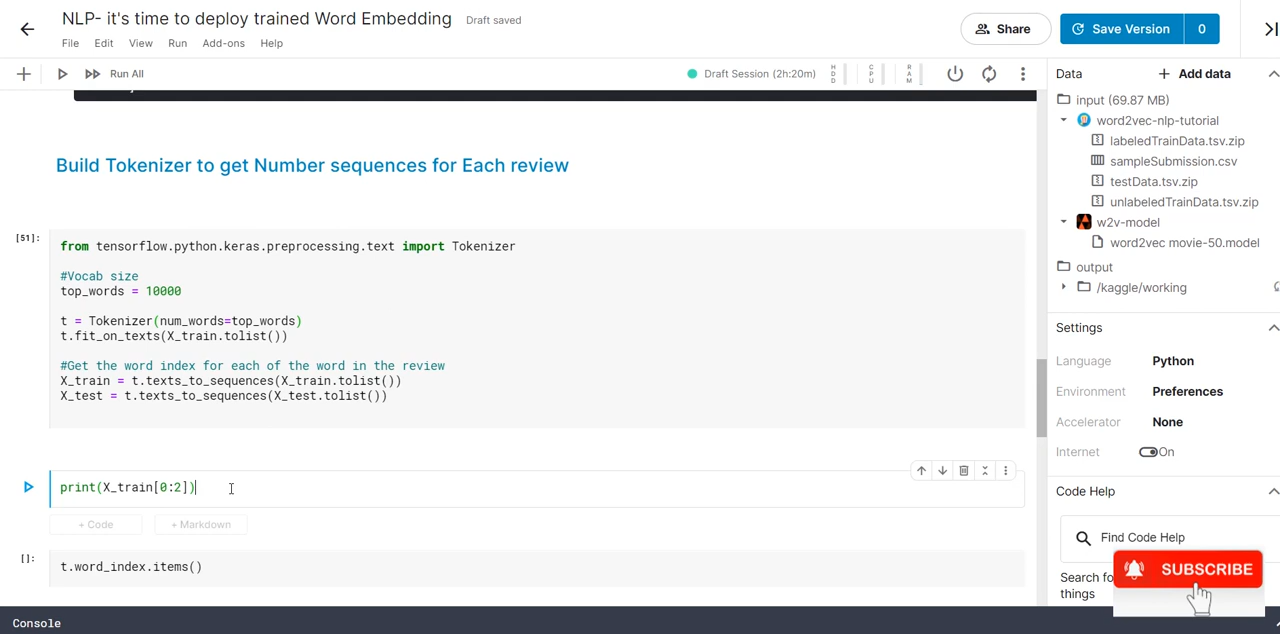 NLP- it's time to deploy trained Word Embedding
Draft saved
Share
Save Version
0
File Edit View Run Add-ons Help
Run All
Draft Session (2h:20m)
HDD
CPU
RAM
Data
Add data
input (69.87 MB)
word2vec-nlp-tutorial
labeledTrainData.tsv.zip
sampleSubmission.csv
testData.tsv.zip
unlabeledTrainData.tsv.zip
w2v-model
word2vec movie-50.model
output
/kaggle/working
Settings
Language Python
Environment Preferences
Accelerator None
Internet On
Code Help
Find Code Help
Search fo
things
SUBSCRIBE
Build Tokenizer to get Number sequences for Each review
[51]:
from tensorflow.python.keras.preprocessing.text import Tokenizer
#Vocab size
top_words = 10000
t = Tokenizer(num_words=top_words)
t.fit_on_texts(X_train.tolist())
#Get the word index for each of the word in the review
X_train = t.texts_to_sequences(X_train.tolist())
X_test = t.texts_to_sequences(X_test.tolist())
print(X_train[0:2])
+ Code
+ Markdown
[]:
t.word_index.items()
Console